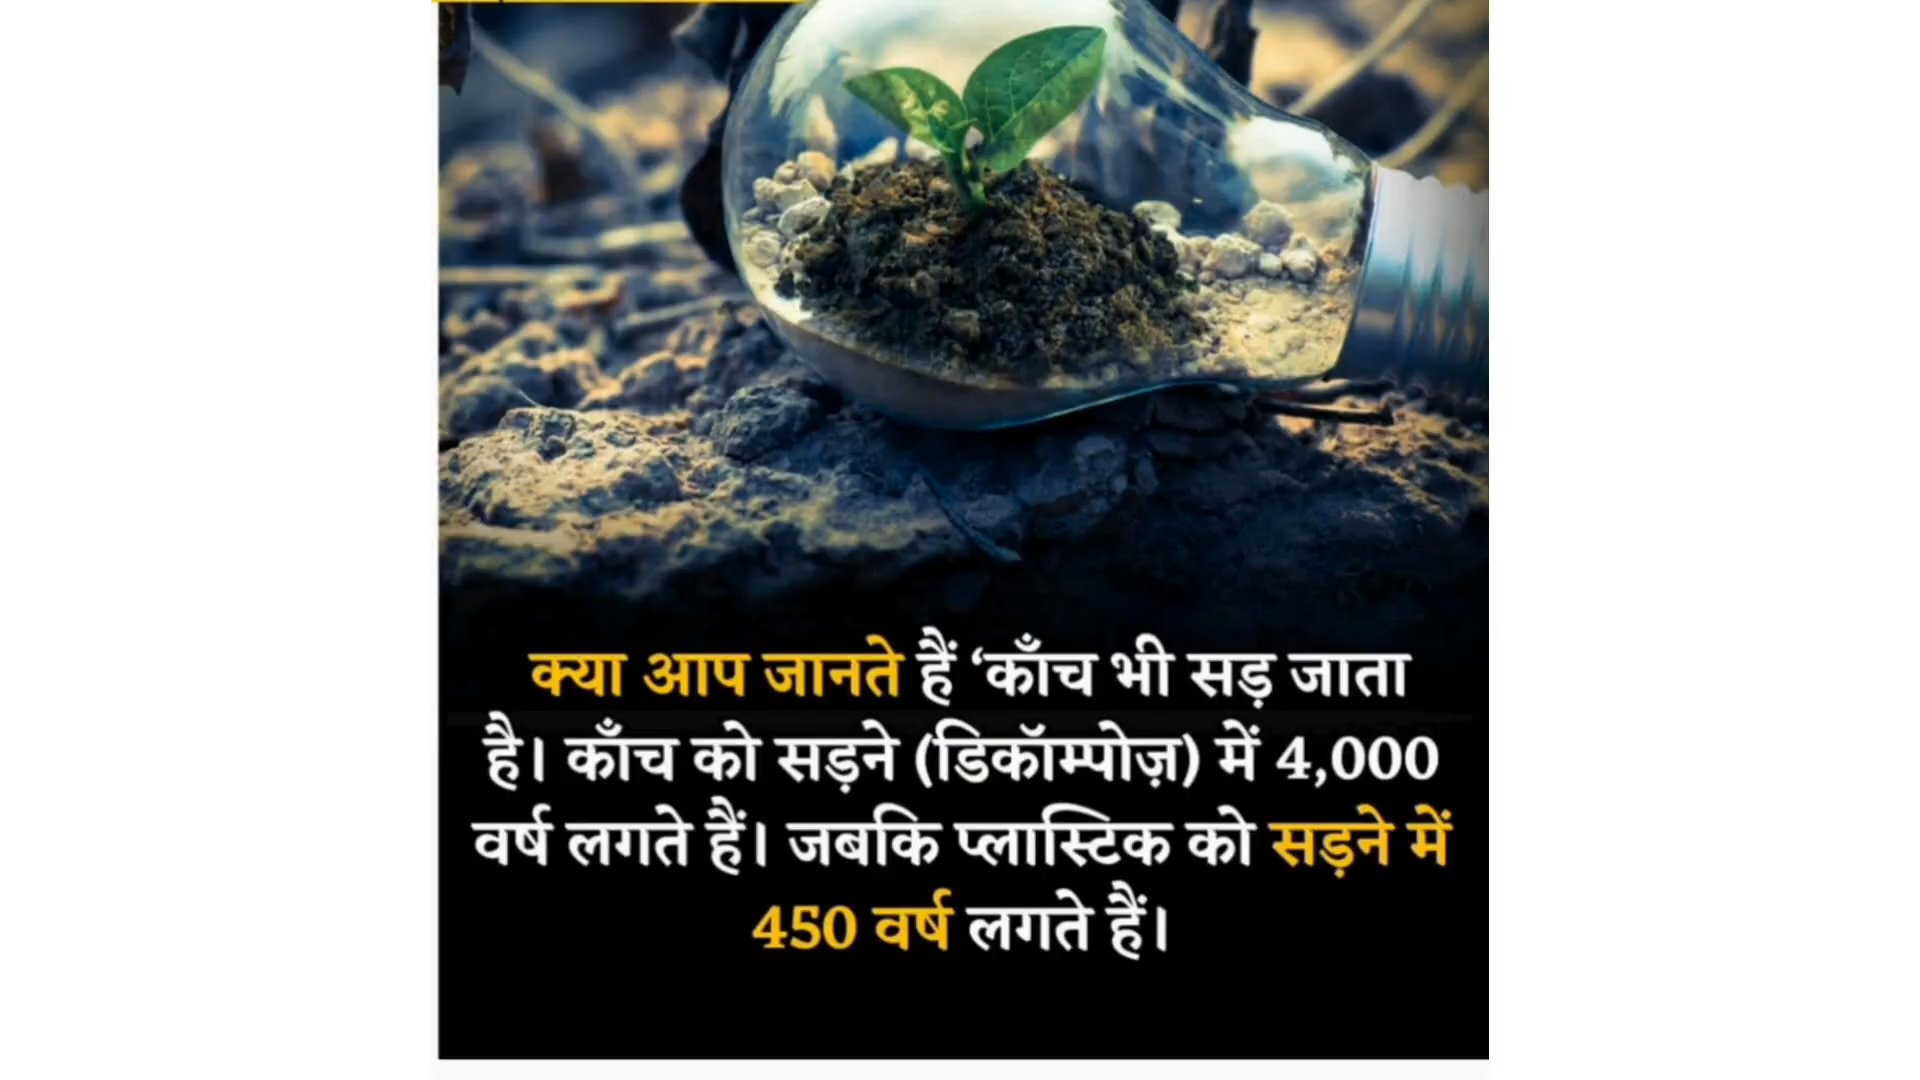 क्या आप जानते हैं ‘काँच भी सड़ जाता
है। काँच को सड़ने (डिकॉम्पोज़) में 4,000
वर्ष लगते हैं। जबकि प्लास्टिक को सड़ने में
450 वर्ष लगते हैं।